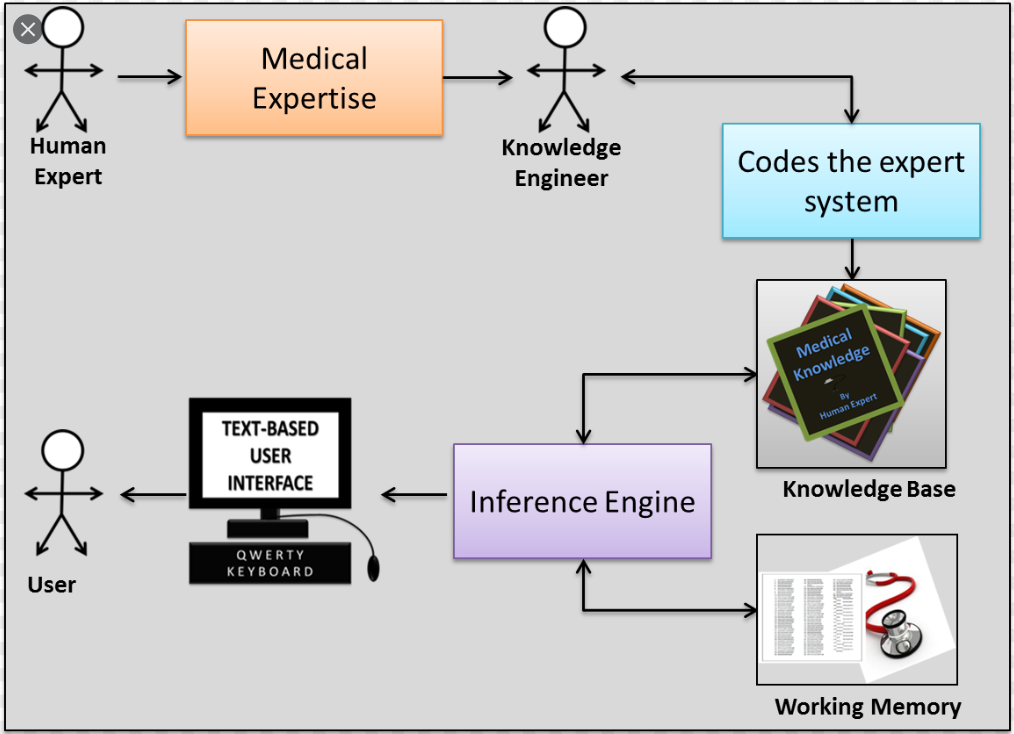 Medical
Expertise
Human
Expert
Knowledge
Engineer
Codes the expert
system
Medical
Knowledge
By
Human Expert
Knowledge Base
TEXT-BASED
USER
INTERFACE
QWERTY
KEYBOARD
User
Inference Engine
Working Memory